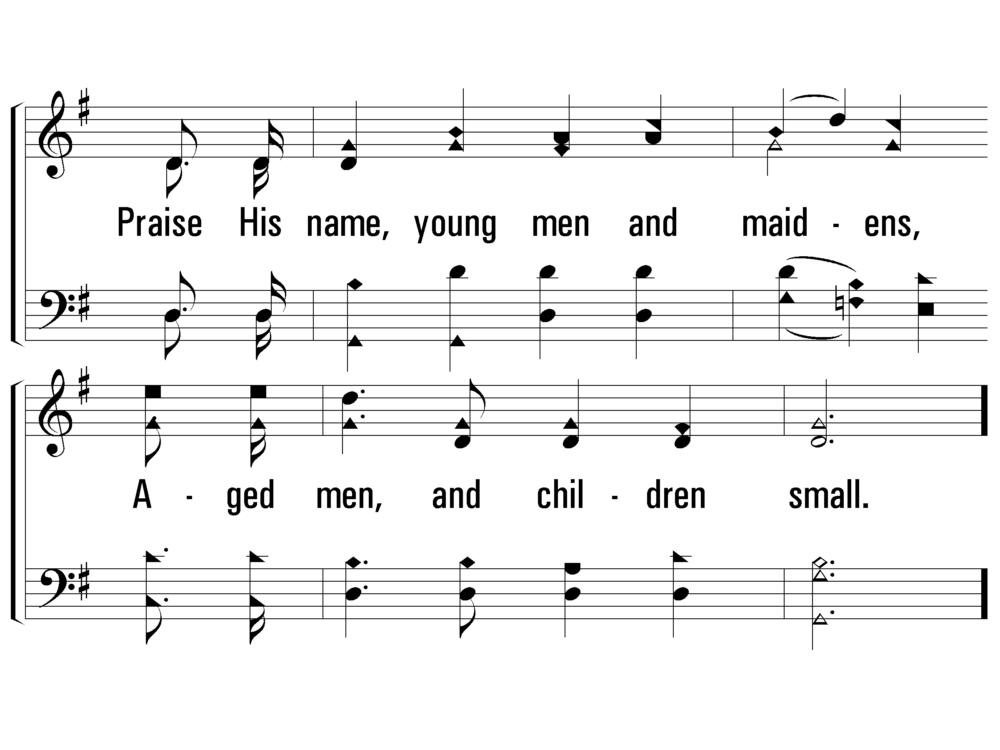 Praise His name, young men and maid - ens,
A - ged men, and chil - dren small.